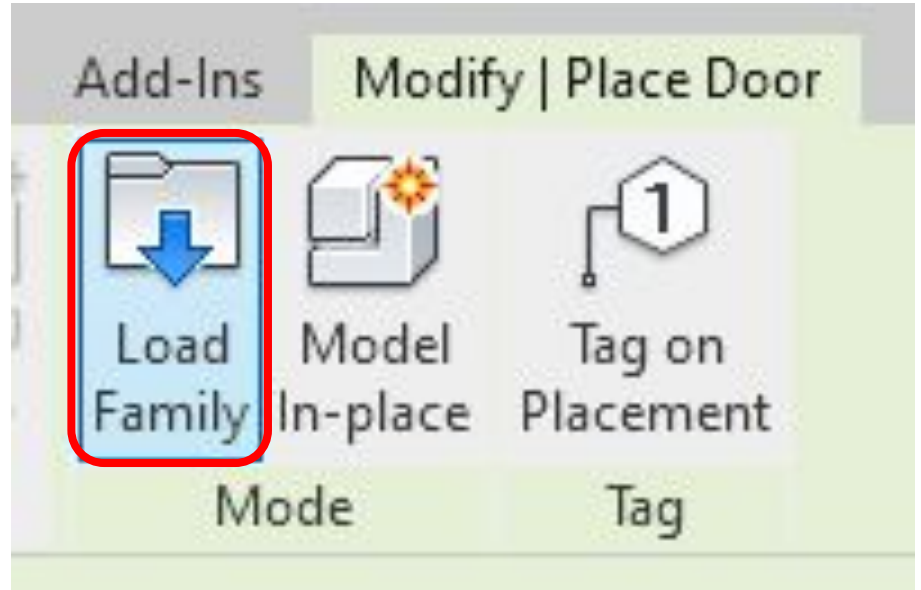 Add-Ins Modify | Place Door
1
Load Model Tag on
Family In-place Placement
Mode Tag